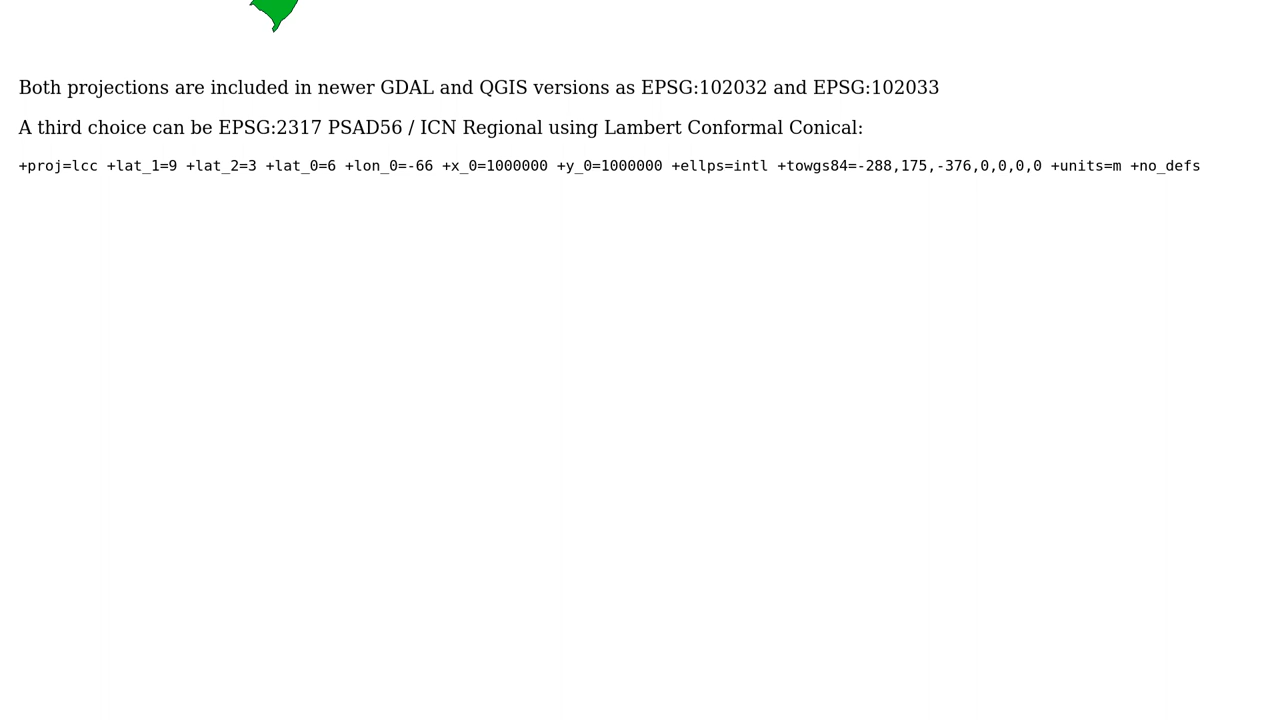 Both projections are included in newer GDAL and QGIS versions as EPSG:102032 and EPSG:102033
A third choice can be EPSG:2317 PSAD56 / ICN Regional using Lambert Conformal Conical:
+proj=lcc +lat_1=9 +lat_2=3 +lat_0=6 +lon_0=-66 +x_0=1000000 +y_0=1000000 +ellps=intl +towgs84=-288,175,-376,0,0,0,0 +units=m +no_defs